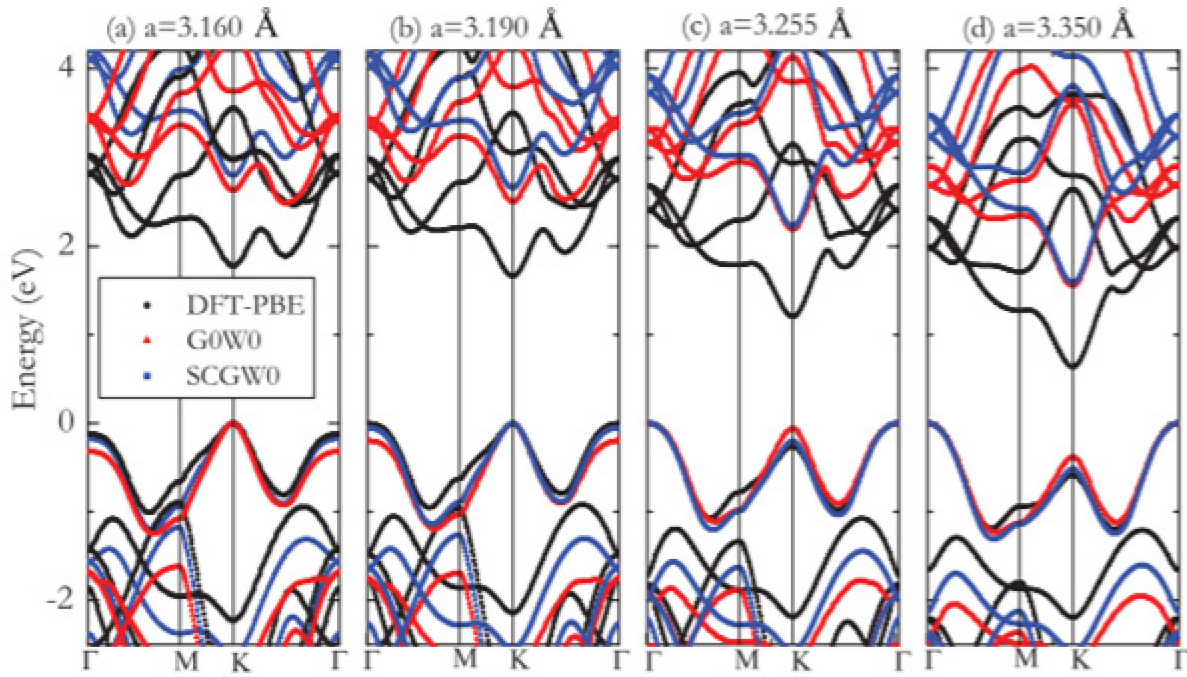 (a) a=3.160 Å (b) a=3.190 Å (c) a=3.255 Å (d) a=3.350 Å
4
2
0
-2
Energy (eV)
DFT-PBE
G0W0
SCGW0
Γ M K Γ Γ M K Γ Γ M K Γ Γ M K Γ